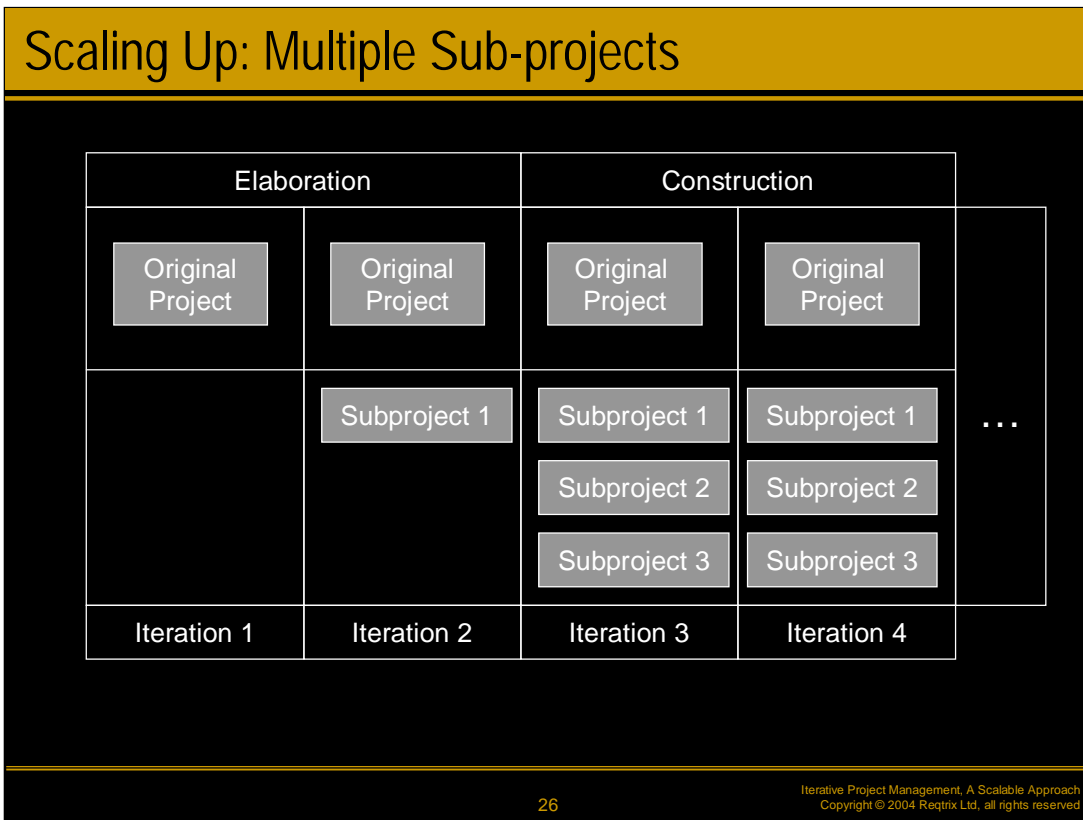 Scaling Up: Multiple Sub-projects
Elaboration
Construction
Original
Project
Original
Project
Original
Project
Original
Project
Subproject 1
Subproject 1
Subproject 1
...
Subproject 2
Subproject 2
Subproject 3
Subproject 3
Iteration 1
Iteration 2
Iteration 3
Iteration 4
26
Iterative Project Management, A Scalable Approach
Copyright © 2004 Reqtrix Ltd, all rights reserved